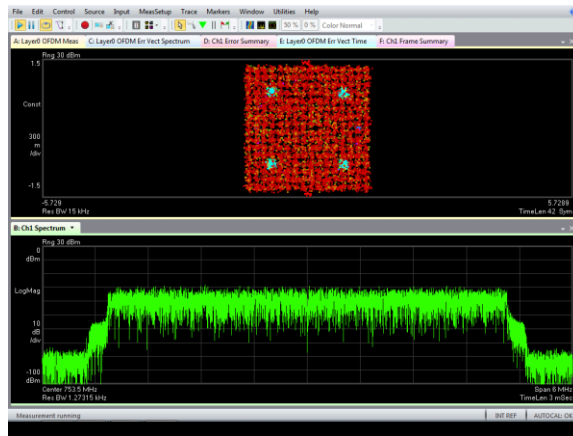 File Edit Control Source Input MeasSetup Trace Markers Window Utilities Help
50 % 0 % Color Normal
A: Layer0 OFDM Meas C: Layer0 OFDM Err Vect Spectrum D: Ch1 Error Summary E: Layer0 OFDM Err Vect Time F: Ch1 Frame Summary
Rng 30 dBm
1.5
Const
300
m
/div
-1.5
-5.729 5.7289
Res BW 15 kHz TimeLen 42 Sym
B: Ch1 Spectrum
Rng 30 dBm
0
dBm
LogMag
10
dB
/div
-100
dBm
Center 753.5 MHz Span 6 MHz
Res BW 1.27315 kHz TimeLen 3 mSec
Measurement running INT REF AUTOCAL: OK